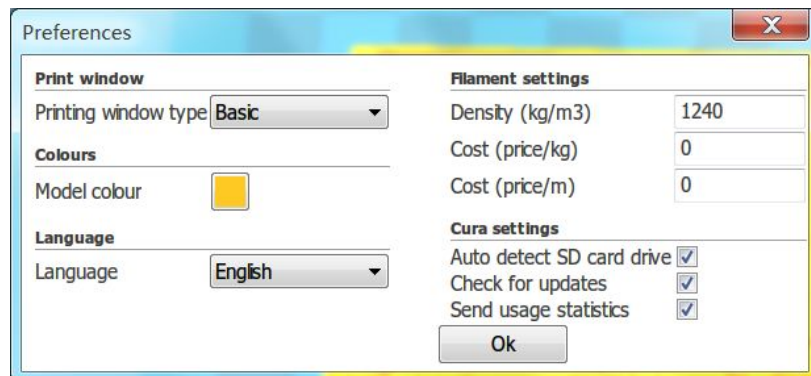 Preferences
Print window
Printing window type Basic
Colours
Model colour
Language
Language English
Filament settings
Density (kg/m3) 1240
Cost (price/kg) 0
Cost (price/m) 0
Cura settings
Auto detect SD card drive
Check for updates
Send usage statistics
Ok